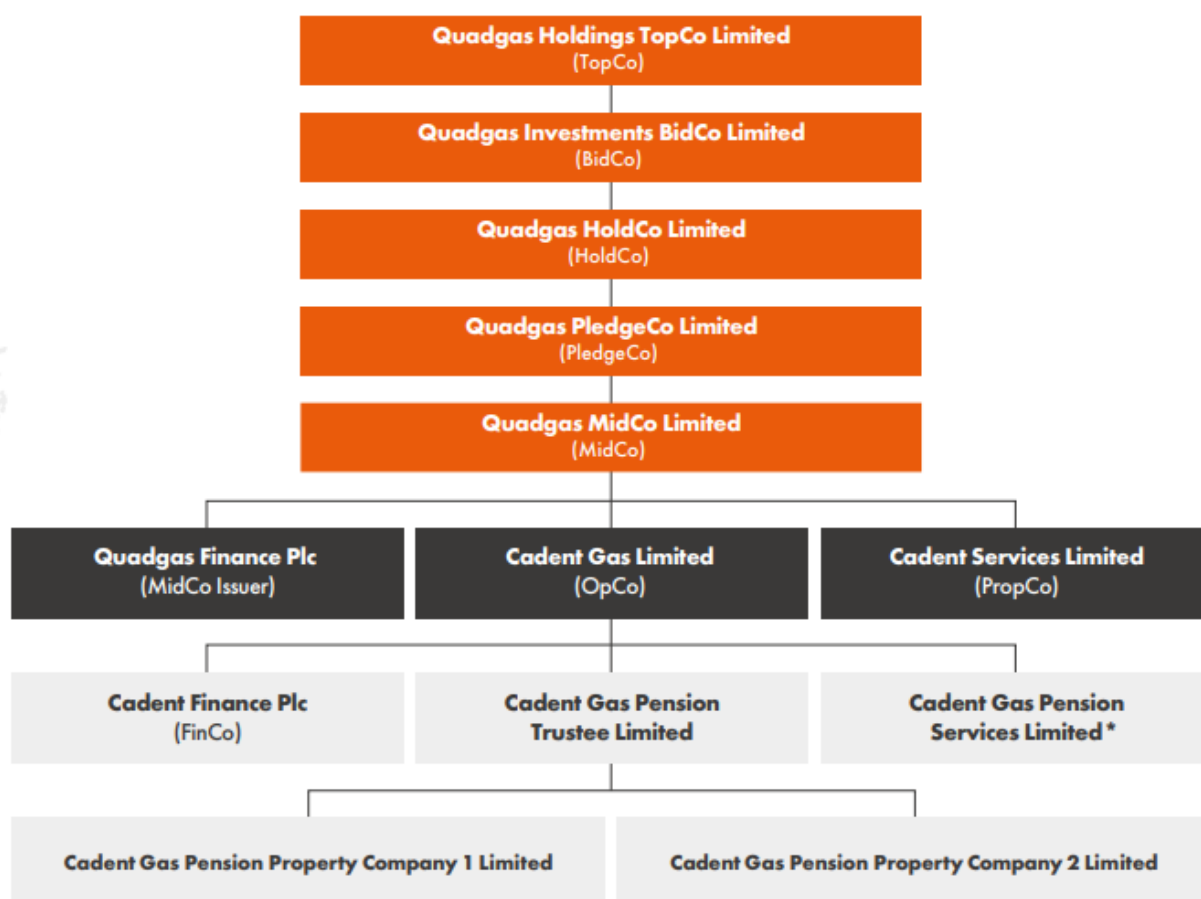 Quadgas Holdings TopCo Limited
(TopCo)
Quadgas Investments BidCo Limited
(BidCo)
Quadgas HoldCo Limited
(HoldCo)
Quadgas PledgeCo Limited
(PledgeCo)
Quadgas MidCo Limited
(MidCo)
Quadgas Finance Plc
(MidCo Issuer)
Cadent Gas Limited
(OpCo)
Cadent Services Limited
(PropCo)
Cadent Finance Plc
(FinCo)
Cadent Gas Pension
Trustee Limited
Cadent Gas Pension
Services Limited*
Cadent Gas Pension Property Company 1 Limited
Cadent Gas Pension Property Company 2 Limited